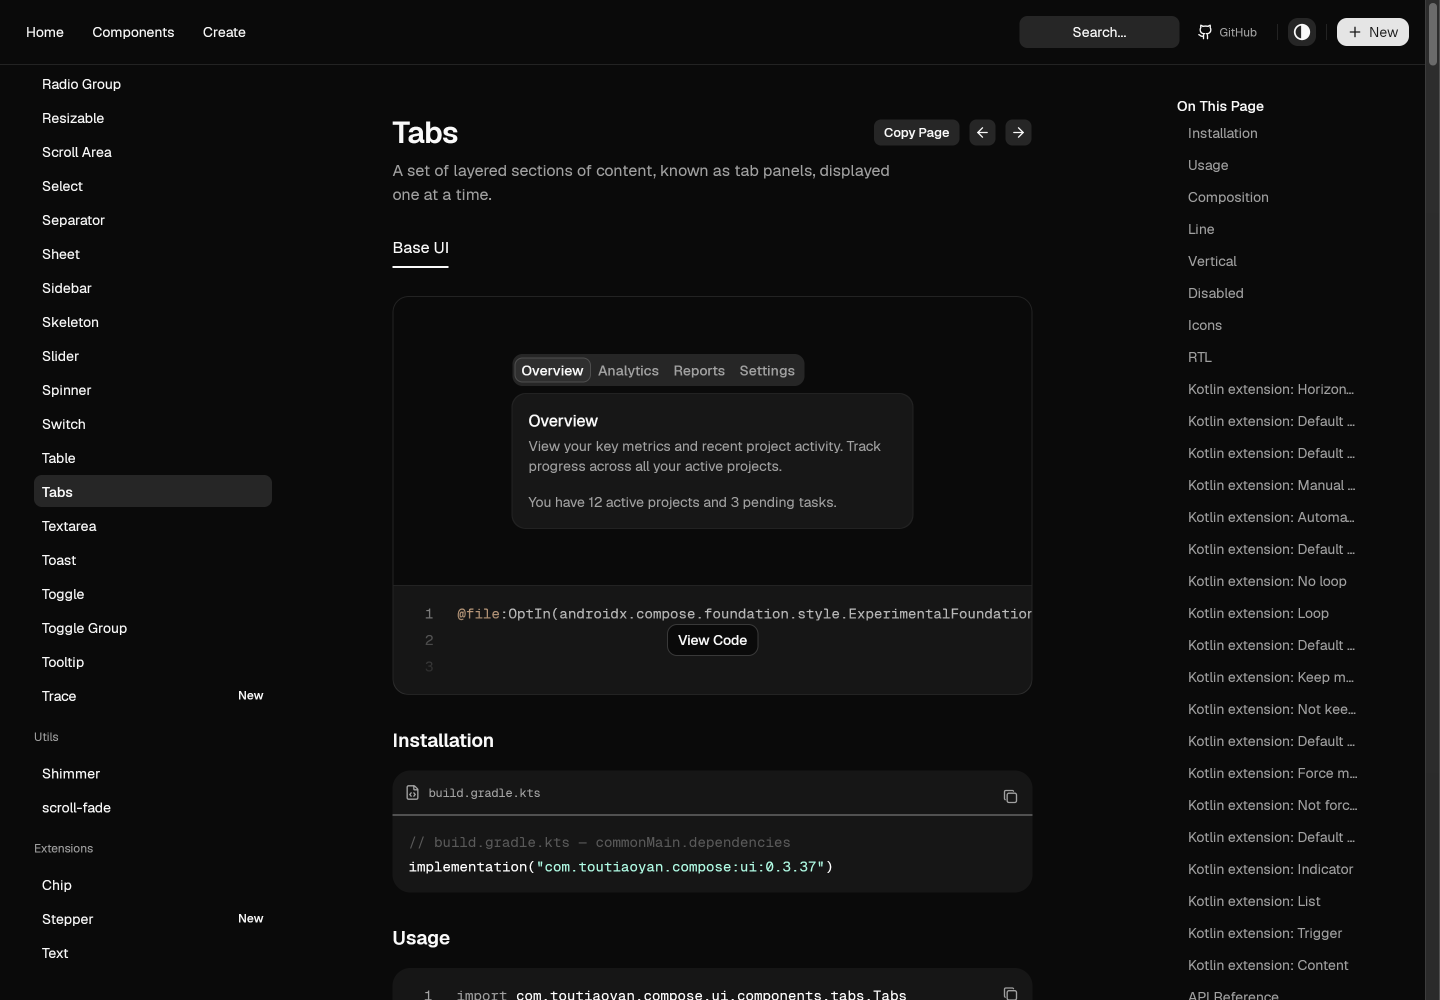 Home
Components
Create
Search...
GitHub
New
Radio Group
Resizable
Scroll Area
Select
Separator
Sheet
Sidebar
Skeleton
Slider
Spinner
Switch
Table
Tabs
Textarea
Toast
Toggle
Toggle Group
Tooltip
Trace
New
Utils
Shimmer
scroll-fade
Extensions
Chip
Stepper
New
Text
Tabs
Copy Page
A set of layered sections of content, known as tab panels, displayed
one at a time.
Base UI
Overview
Analytics
Reports
Settings
Overview
View your key metrics and recent project activity. Track
progress across all your active projects.
You have 12 active projects and 3 pending tasks.
1 @file:OptIn(androidx.compose.foundation.style.ExperimentalFoundation
2
View Code
3
Installation
build.gradle.kts
// build.gradle.kts — commonMain.dependencies
implementation("com.toutiaoyan.compose:ui:0.3.37")
Usage
1 import com.toutiaoyan.compose.ui.components.tabs.Tabs
On This Page
Installation
Usage
Composition
Line
Vertical
Disabled
Icons
RTL
Kotlin extension: Horizon...
Kotlin extension: Default ...
Kotlin extension: Default ...
Kotlin extension: Manual ...
Kotlin extension: Automa...
Kotlin extension: Default ...
Kotlin extension: No loop
Kotlin extension: Loop
Kotlin extension: Default ...
Kotlin extension: Keep m...
Kotlin extension: Not kee...
Kotlin extension: Default ...
Kotlin extension: Force m...
Kotlin extension: Not forc...
Kotlin extension: Default ...
Kotlin extension: Indicator
Kotlin extension: List
Kotlin extension: Trigger
Kotlin extension: Content
API Reference